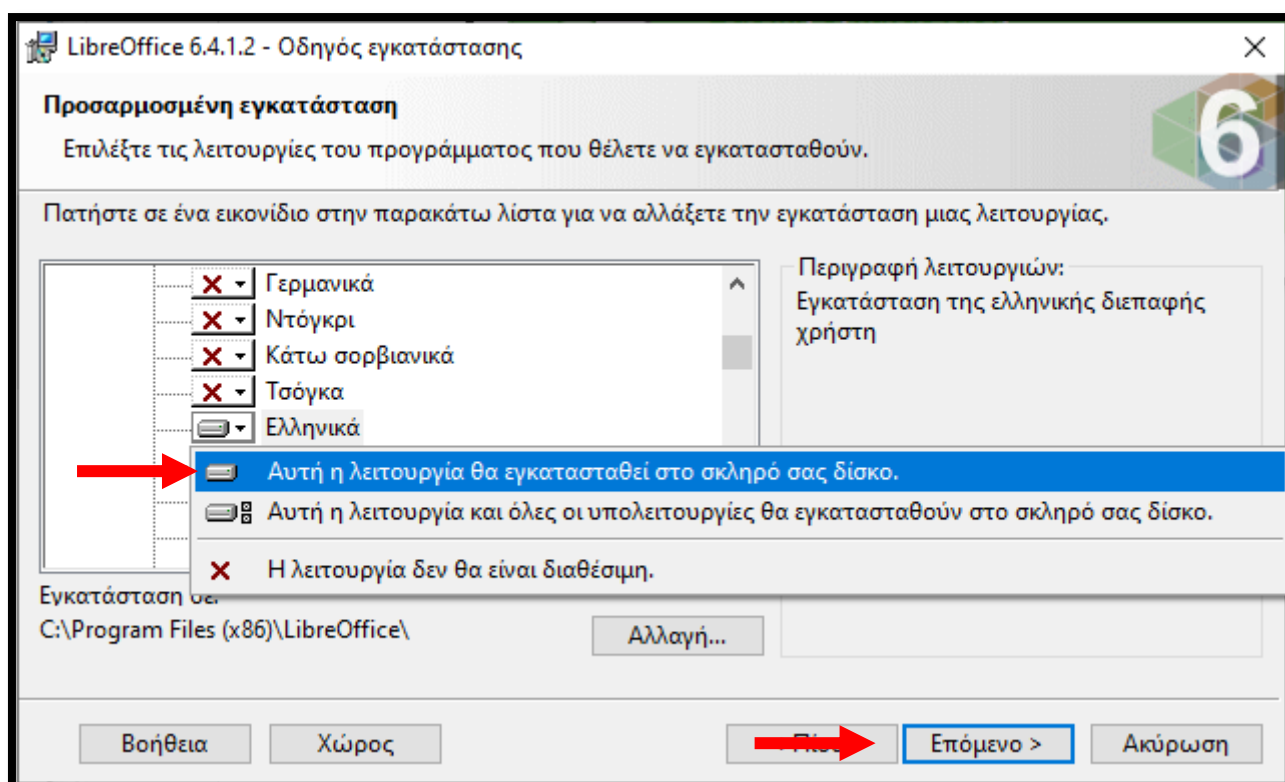 LibreOffice 6.4.1.2 - Οδηγός εγκατάστασης
Προσαρμοσμένη εγκατάσταση
Επιλέξτε τις λειτουργίες του προγράμματος που θέλετε να εγκατασταθούν.
6
Πατήστε σε ένα εικονίδιο στην παρακάτω λίστα για να αλλάξετε την εγκατάσταση μιας λειτουργίας.
Γερμανικά
Ντόγκρι
Κάτω σορβιανικά
Τσόγκα
Ελληνικά
Περιγραφή λειτουργιών:
Εγκατάσταση της ελληνικής διεπαφής
χρήστη
Αυτή η λειτουργία θα εγκατασταθεί στο σκληρό σας δίσκο.
Αυτή η λειτουργία και όλες οι υπολειτουργίες θα εγκατασταθούν στο σκληρό σας δίσκο.
Η λειτουργία δεν θα είναι διαθέσιμη.
Εγκατάσταση σε:
C:\Program Files (x86)\LibreOffice\
Αλλαγή...
Βοήθεια
Χώρος
Επόμενο >
Ακύρωση